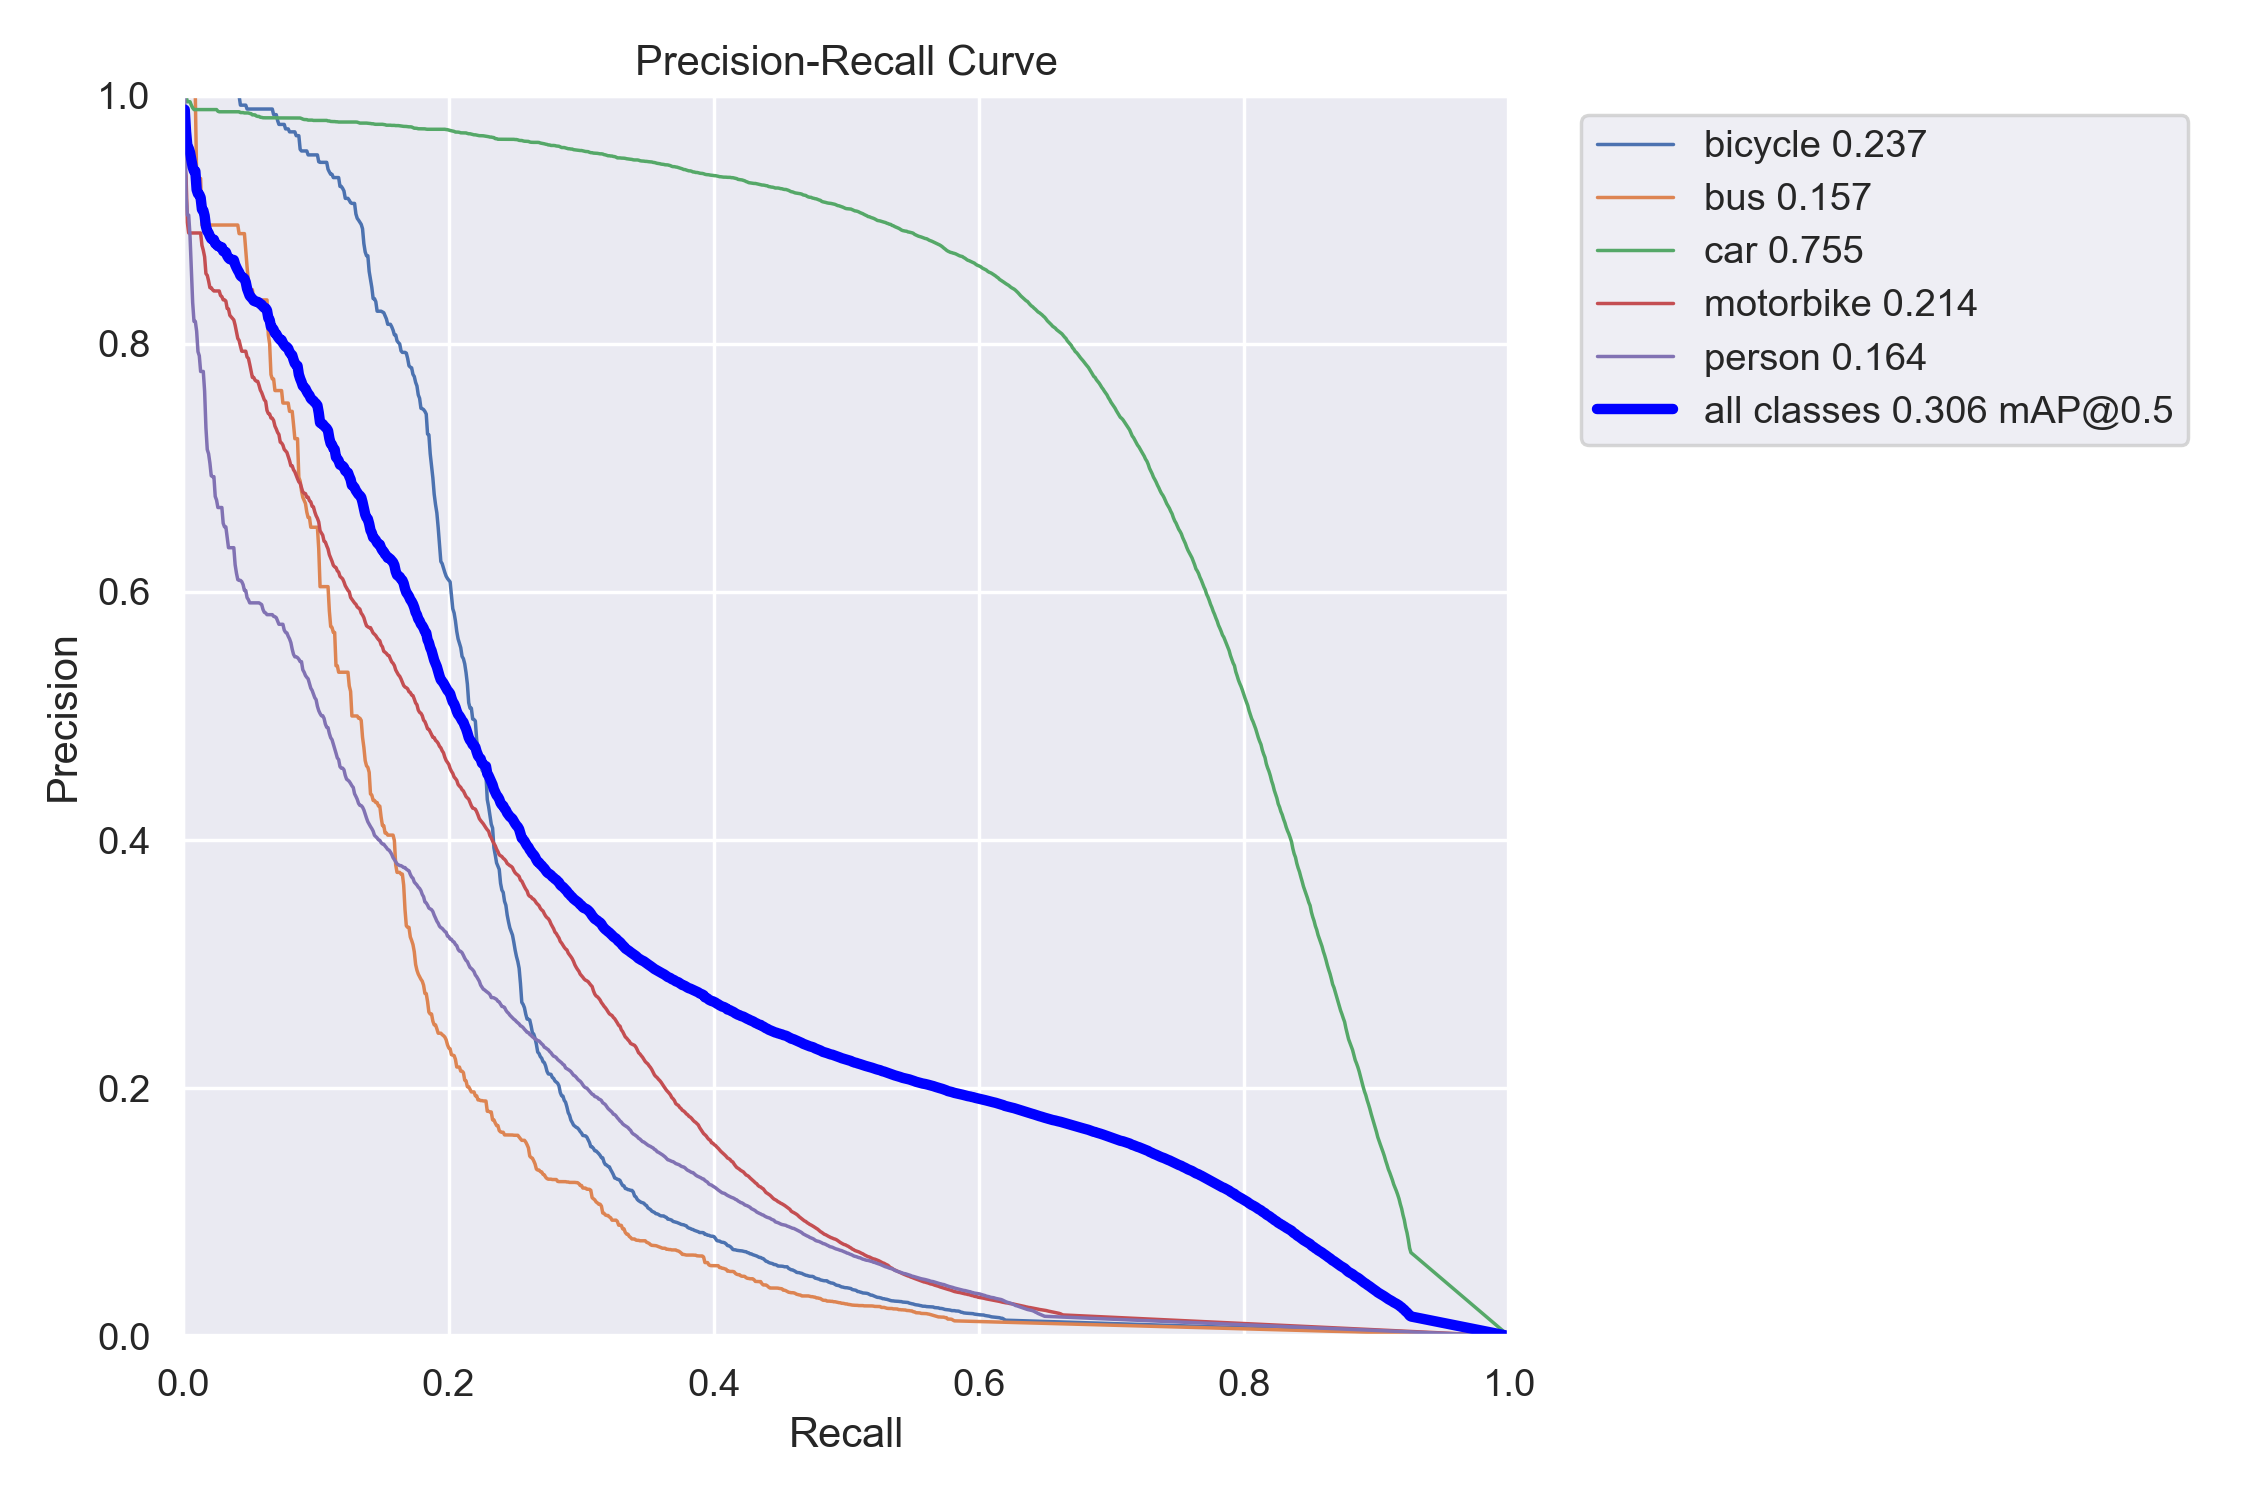 Precision-Recall Curve
1.0
0.8
0.6
0.4
0.2
0.0
Precision
0.0 0.2 0.4 0.6 0.8 1.0
Recall
bicycle 0.237
bus 0.157
car 0.755
motorbike 0.214
person 0.164
all classes 0.306 mAP@0.5